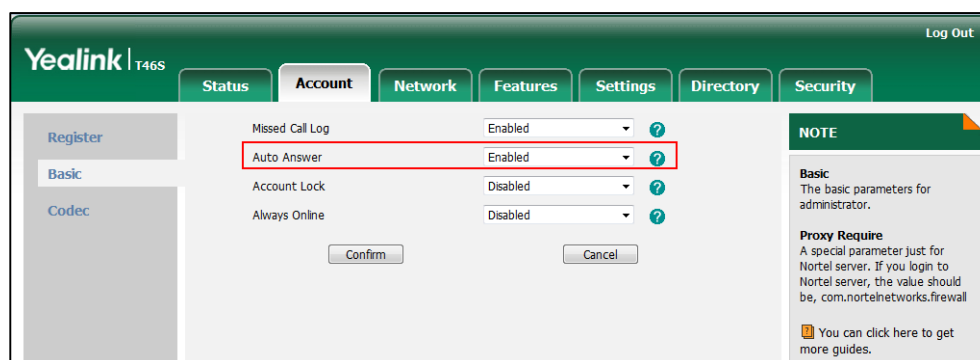 Log Out
Yealink T46S
Status Account Network Features Settings Directory Security
Register
Basic
Codec
Missed Call Log Enabled ?
Auto Answer Enabled ?
Account Lock Disabled ?
Always Online Disabled ?
Confirm Cancel
NOTE
Basic
The basic parameters for
administrator.
Proxy Require
A special parameter just for
Nortel server. If you login to
Nortel server, the value should
be, com.nortelnetworks.firewall
? You can click here to get
more guides.